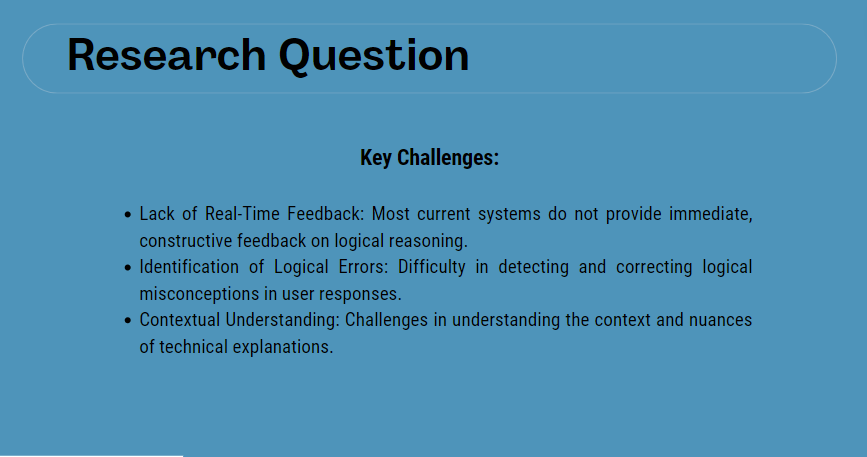 Research Question
Key Challenges:
• Lack of Real-Time Feedback: Most current systems do not provide immediate,
constructive feedback on logical reasoning.
• Identification of Logical Errors: Difficulty in detecting and correcting logical
misconceptions in user responses.
• Contextual Understanding: Challenges in understanding the context and nuances
of technical explanations.